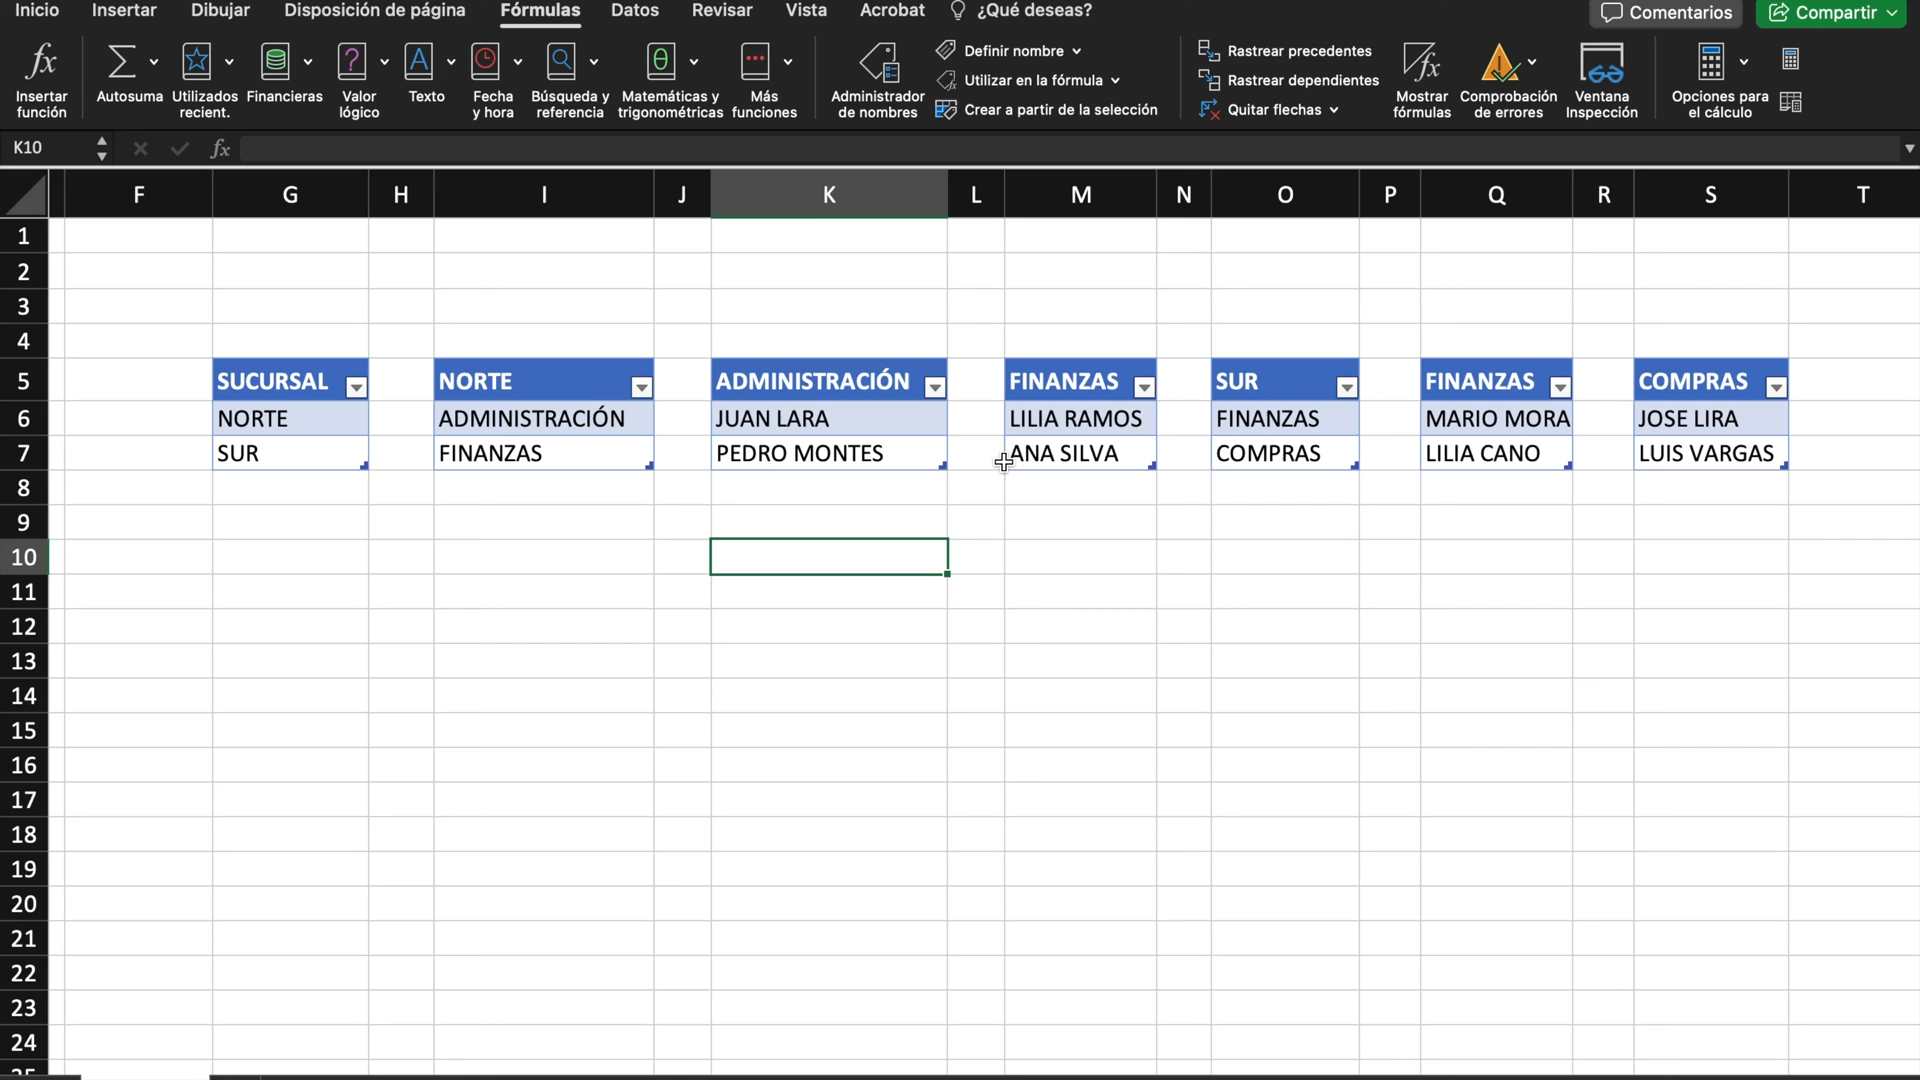 Inicio Insertar Dibujar Disposición de página Fórmulas Datos Revisar Vista Acrobat ¿Qué deseas? Comentarios Compartir
fx Insertar función
Autosuma
Utilizados recient.
Financieras
Valor lógico
Texto
Fecha y hora
Búsqueda y referencia
Matemáticas y trigonométricas
Más funciones
Administrador de nombres
Definir nombre
Utilizar en la fórmula
Crear a partir de la selección
Rastrear precedentes
Rastrear dependientes
Quitar flechas
Mostrar fórmulas
Comprobación de errores
Ventana Inspección
Opciones para el cálculo
K10 fx
F G H I J K L M N O P Q R S T
1
2
3
4
5 SUCURSAL NORTE ADMINISTRACIÓN FINANZAS SUR FINANZAS COMPRAS
6 NORTE ADMINISTRACIÓN JUAN LARA LILIA RAMOS FINANZAS MARIO MORA JOSE LIRA
7 SUR FINANZAS PEDRO MONTES ANA SILVA COMPRAS LILIA CANO LUIS VARGAS
8
9
10
11
12
13
14
15
16
17
18
19
20
21
22
23
24
25